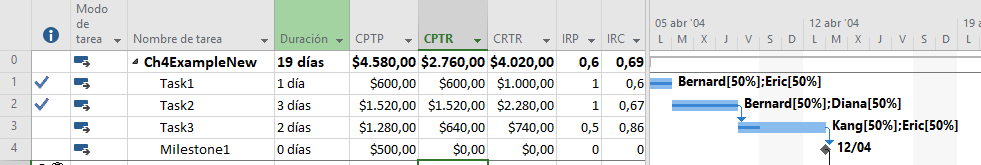 Modo de tarea Nombre de tarea Duración CPTP CPTR CRTR IRP IRC
05 abr '04 12 abr '04 19 a
L M X J V S D L M X J V S D L
0 Ch4ExampleNew 19 días $4.580,00 $2.760,00 $4.020,00 0,6 0,69
1 Task1 1 día $600,00 $600,00 $1.000,00 1 0,6 Bernard[50%];Eric[50%]
2 Task2 3 días $1.520,00 $1.520,00 $2.280,00 1 0,67 Bernard[50%];Diana[50%]
3 Task3 2 días $1.280,00 $640,00 $740,00 0,5 0,86 Kang[50%];Eric[50%]
4 Milestone1 0 días $500,00 $0,00 $0,00 0 0 12/04